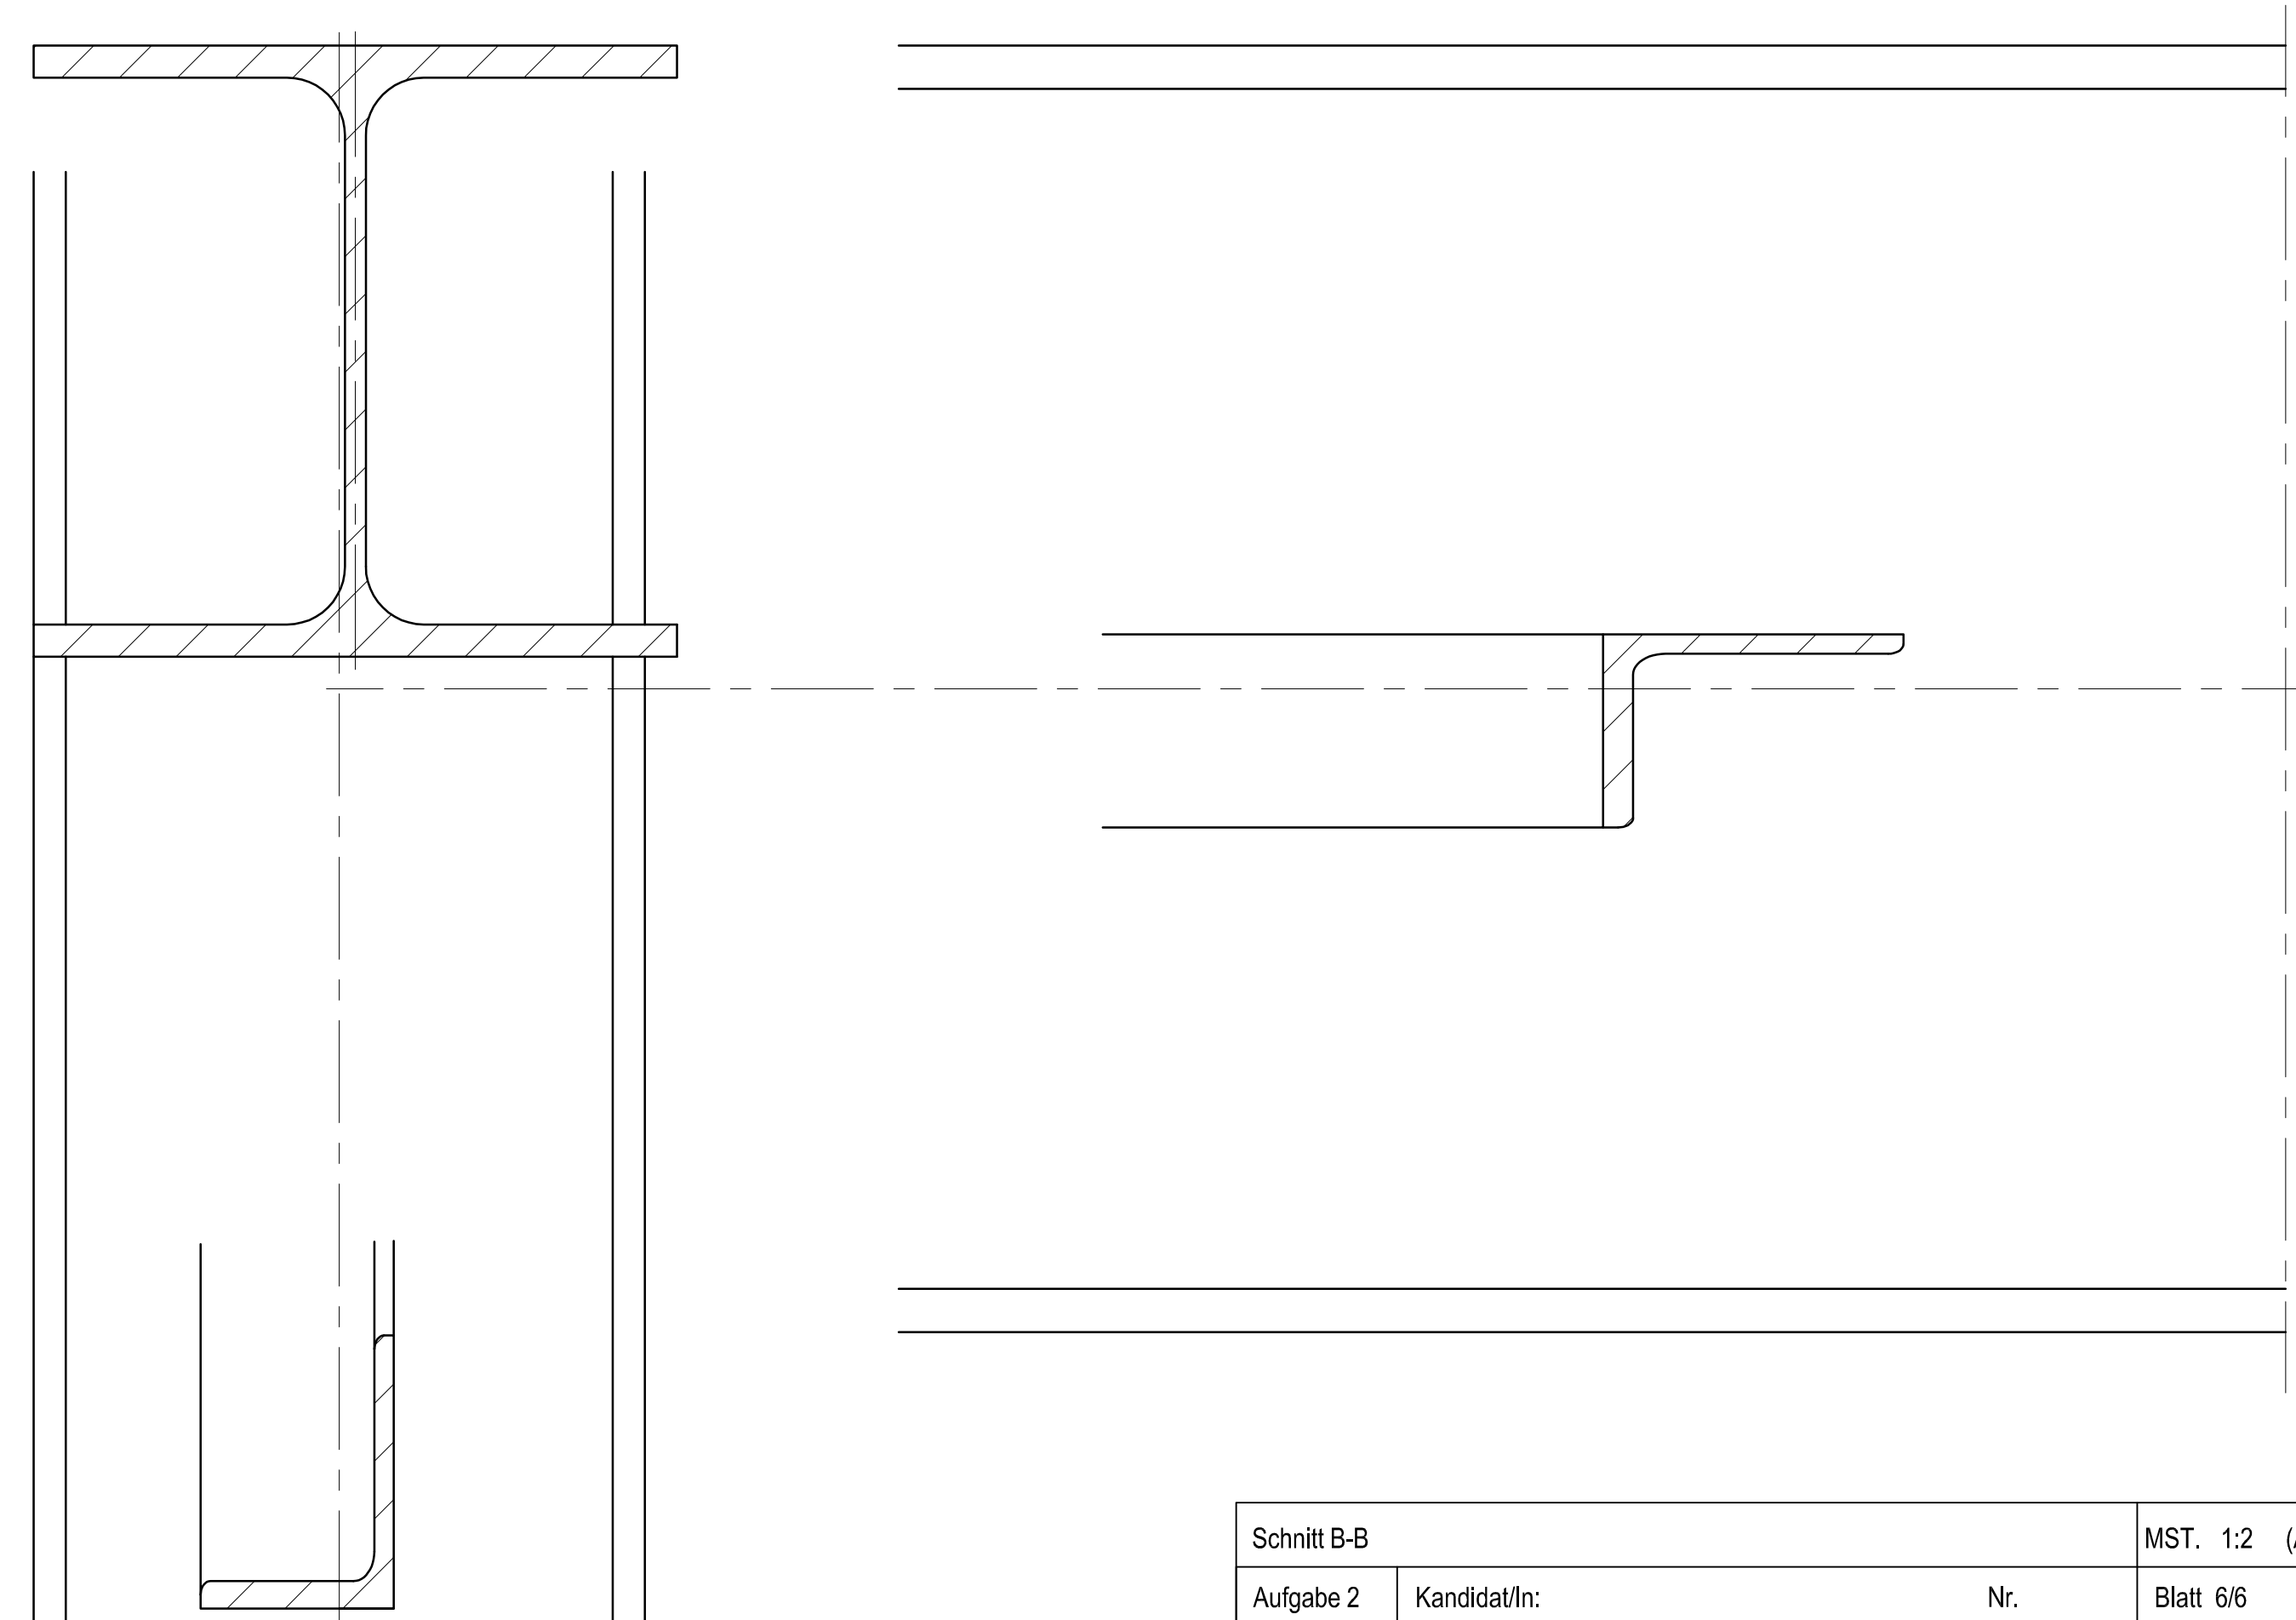 Schnitt B-B MST. 1:2 (
Aufgabe 2 Kandidat/In: Nr. Blatt 6/6